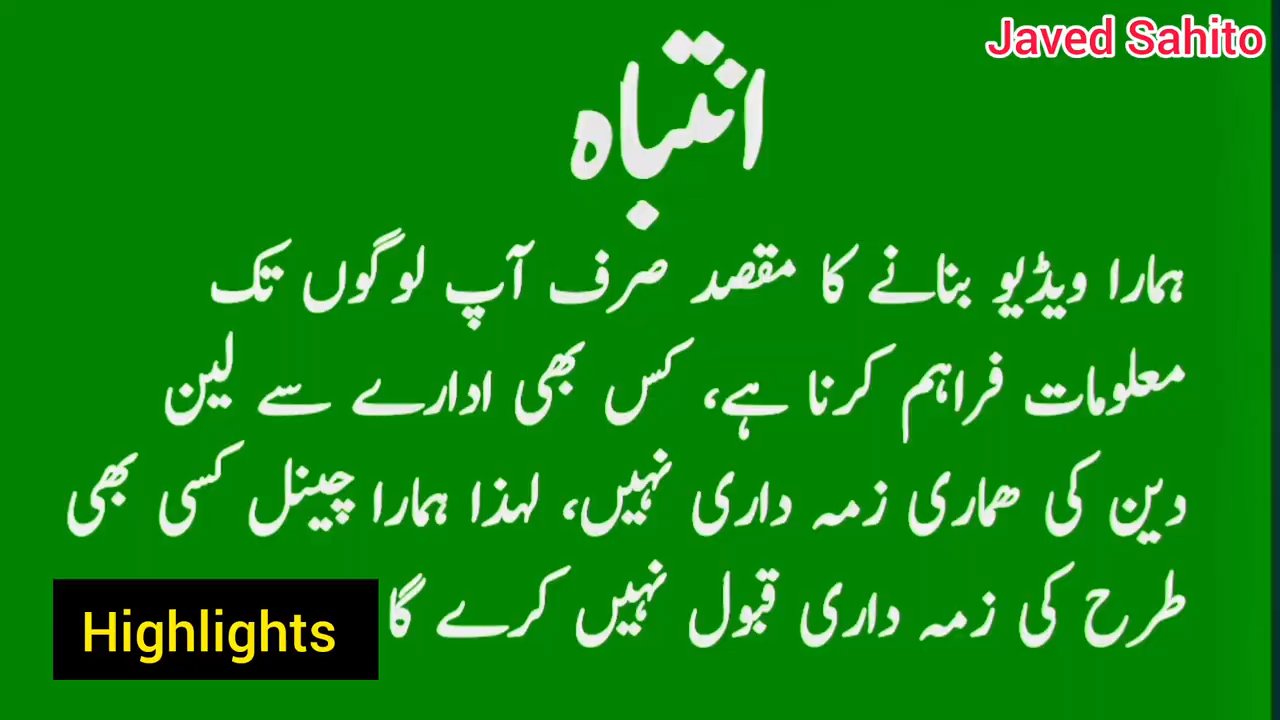 Javed Sahito
انتباہ
ہمارا ویڈیو بنانے کا مقصد صرف آپ لوگوں تک
معلومات فراہم کرنا ہے، کس بھی ادارے سے لین
دین کی ھماری زمہ داری نہیں، لہذا ہمارا چینل کسی بھی
طرح کی زمہ داری قبول نہیں کرے گا
Highlights